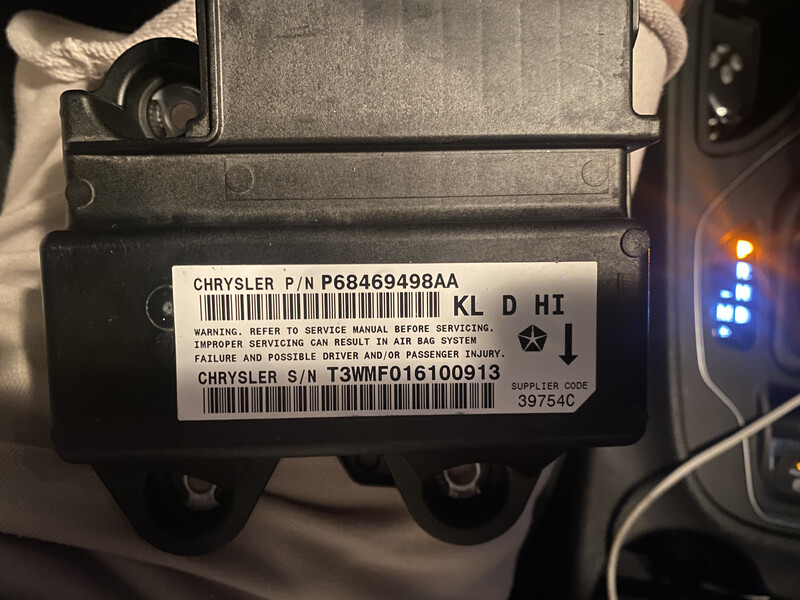 CHRYSLER P/N P68469498AA
KL D HI
WARNING. REFER TO SERVICE MANUAL BEFORE SERVICING.
IMPROPER SERVICING CAN RESULT IN AIR BAG SYSTEM
FAILURE AND POSSIBLE DRIVER AND/OR PASSENGER INJURY.
CHRYSLER S/N T3WMF016100913
SUPPLIER CODE
39754C
P
R
N